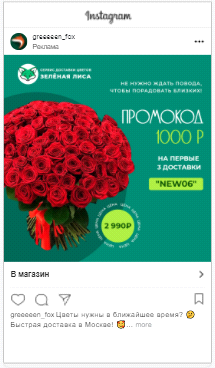 Instagram
greeeeen_fox
Реклама
СЕРВИС ДОСТАВКИ ЦВЕТОВ
ЗЕЛЁНАЯ ЛИСА
НЕ НУЖНО ЖДАТЬ ПОВОДА,
ЧТОБЫ ПОРАДОВАТЬ БЛИЗКИХ!
ПРОМОКОД
1000 Р
НА ПЕРВЫЕ
3 ДОСТАВКИ
"NEW06"
2 990₽
В магазин
greeeeen_fox Цветы нужны в ближайшее время? 😕
Быстрая доставка в Москве! 🥰... more